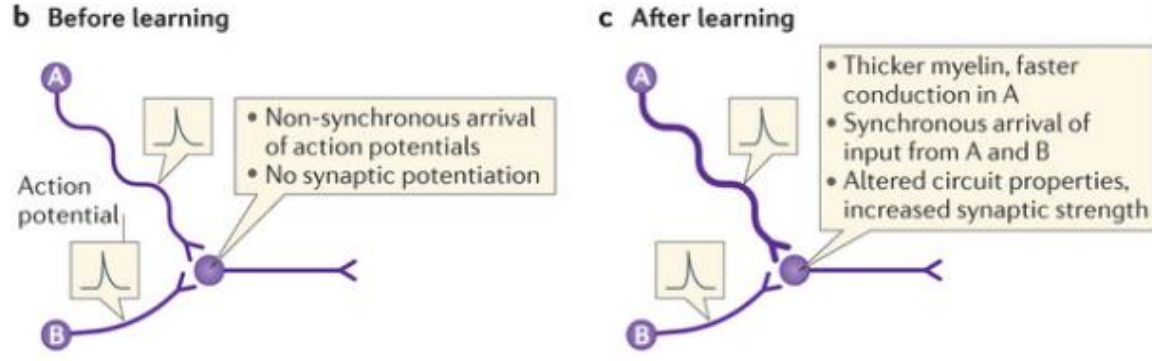 b Before learning
A
• Non-synchronous arrival
of action potentials
• No synaptic potentiation
Action
potential
B
c After learning
A
• Thicker myelin, faster
conduction in A
• Synchronous arrival of
input from A and B
• Altered circuit properties,
increased synaptic strength
B